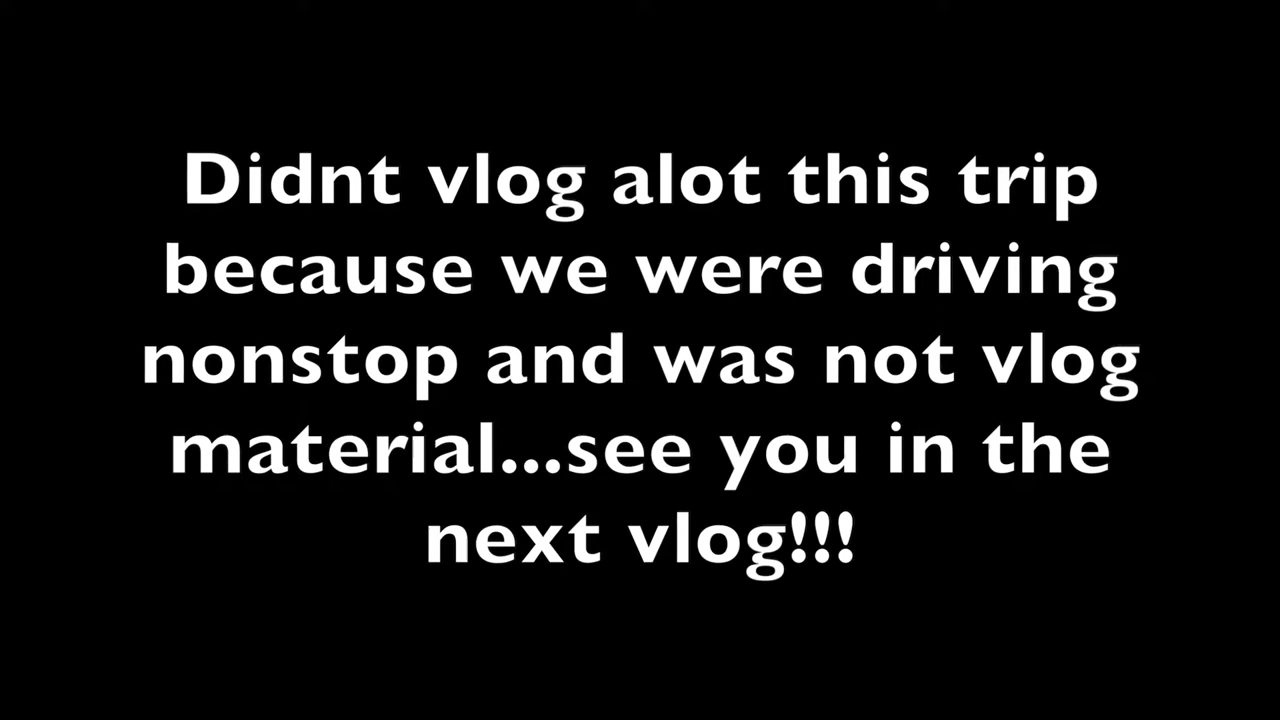 Didnt vlog alot this trip
because we were driving
nonstop and was not vlog
material...see you in the
next vlog!!!